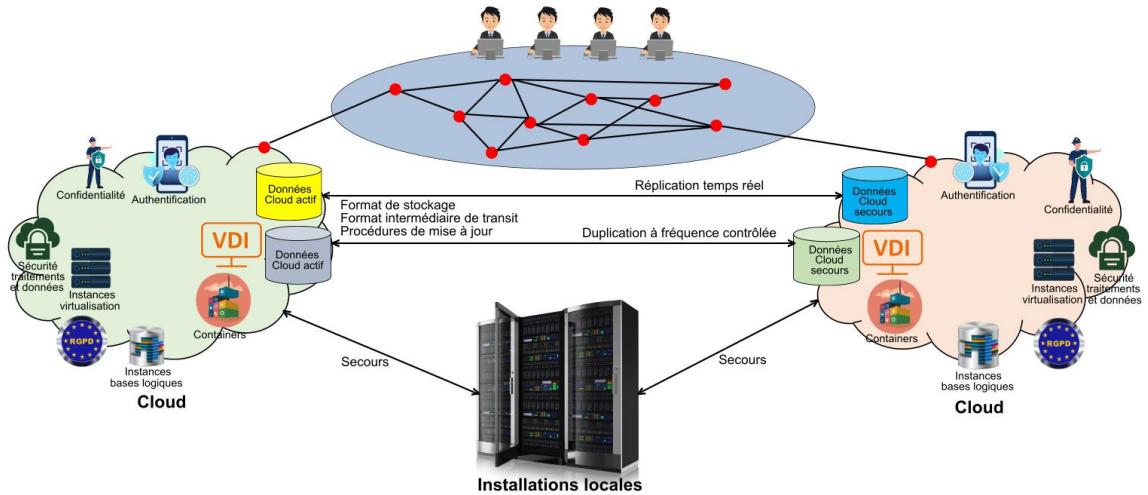 Confidentialité
Authentification
Données
Cloud actif
VDI
Données
Cloud actif
Sécurité
traitements
et données
Instances
virtualisation
Containers
RGPD
Instances
bases logiques
Cloud
Réplication temps réel
Format de stockage
Format intermédiaire de transit
Procédures de mise à jour
Duplication à fréquence contrôlée
Secours
Secours
Installations locales
Données
Cloud
secours
Authentification
Confidentialité
Données
Cloud
secours
VDI
Sécurité
traitements
et données
Instances
virtualisation
Containers
RGPD
Instances
bases logiques
Cloud